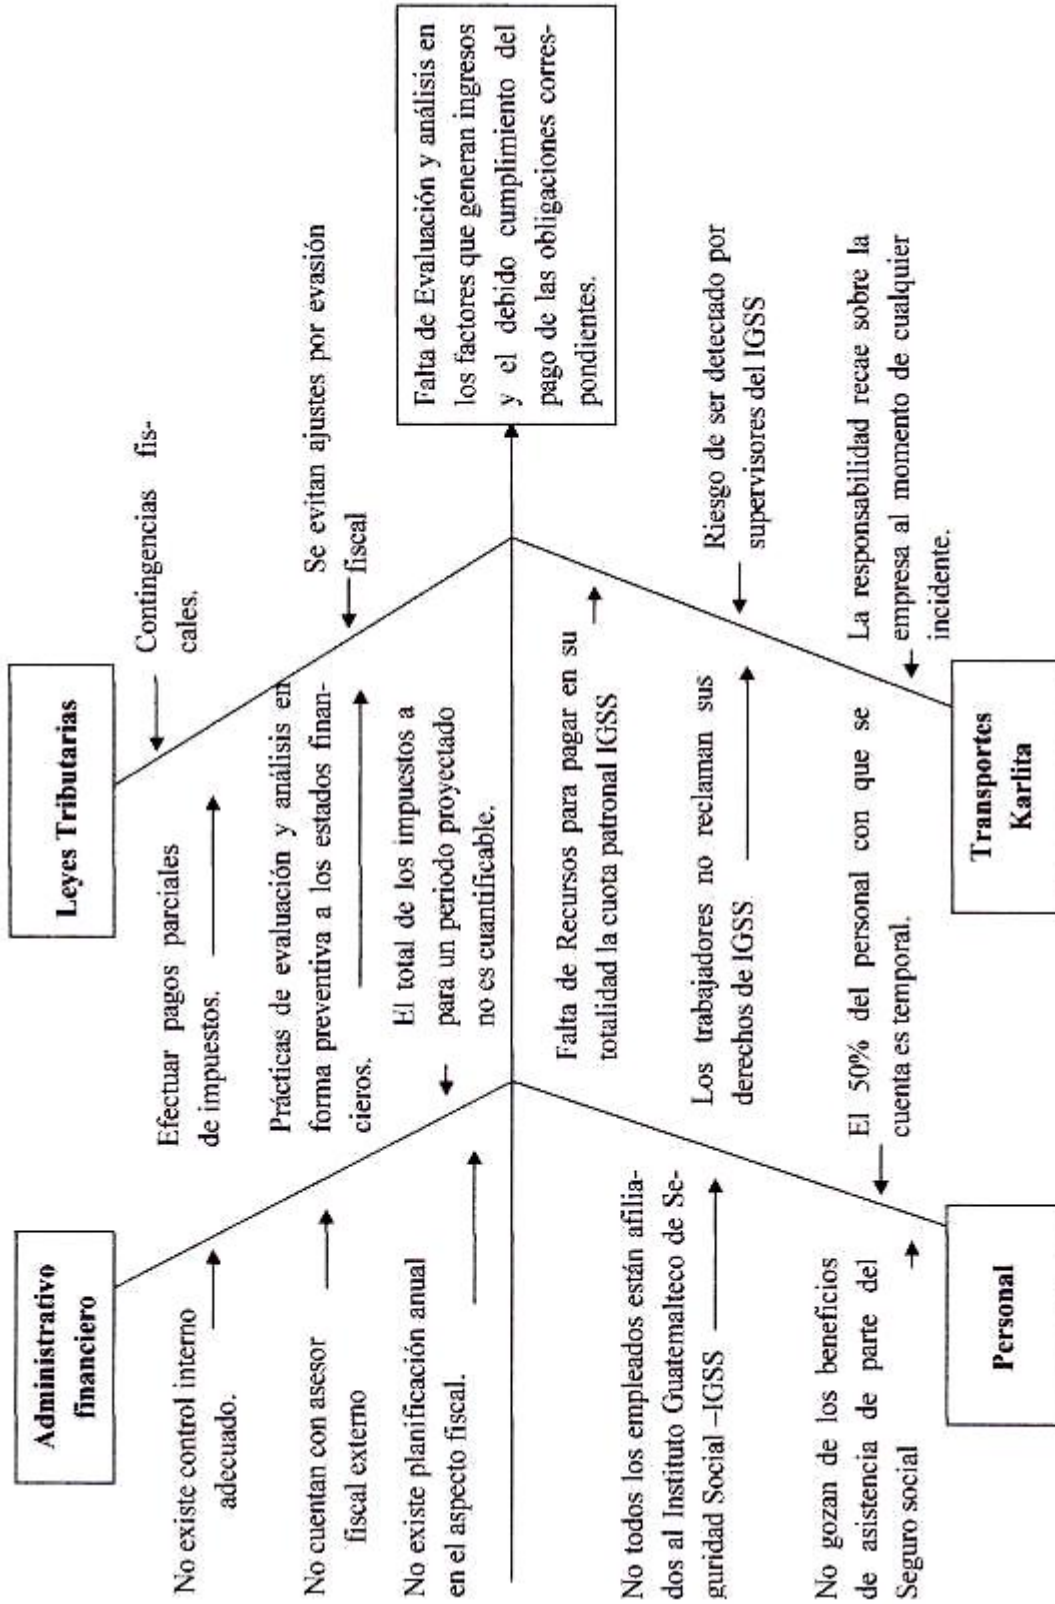 Administrativo
financiero
Leyes Tributarias
No existe control interno
adecuado.
Efectuar pagos parciales
de impuestos.
Contingencias fis-
cales.
No cuentan con asesor
fiscal externo
Prácticas de evaluación y análisis en
forma preventiva a los estados finan-
cieros.
Se evitan ajustes por evasión
fiscal
No existe planificación anual
en el aspecto fiscal.
El total de los impuestos a
para un periodo proyectado
no es cuantificable.
Falta de Evaluación y análisis en
los factores que generan ingresos
y el debido cumplimiento del
pago de las obligaciones corres-
pondientes.
No todos los empleados están afilia-
dos al Instituto Guatemalteco de Se-
guridad Social –IGSS
Falta de Recursos para pagar en su
totalidad la cuota patronal IGSS
Los trabajadores no reclaman sus
derechos de IGSS
Riesgo de ser detectado por
supervisores del IGSS
No gozan de los beneficios
de asistencia de parte del
Seguro social
El 50% del personal con que se
cuenta es temporal.
La responsabilidad recae sobre la
empresa al momento de cualquier
incidente.
Personal
Transportes
Karlita